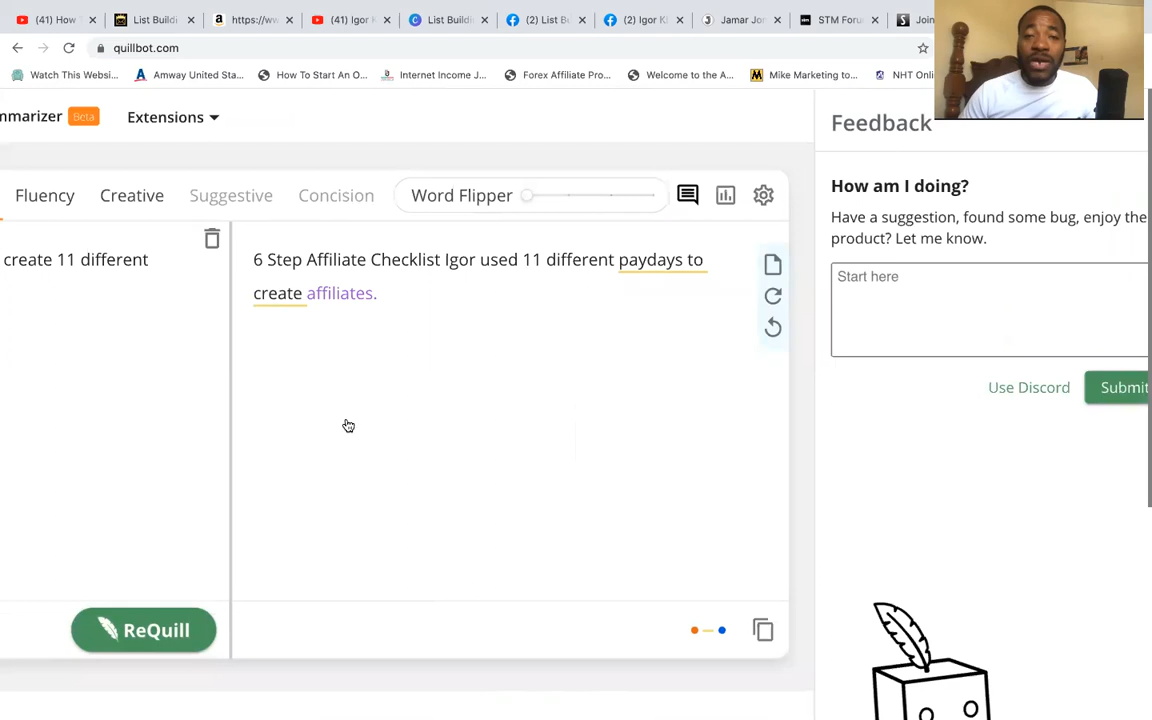 (41) How
List Buildi
https://ww
(41) Igor K
List Buildin
(2) List Bu
(2) Igor Kh
Jamar Jon
STM Foru
Join
quillbot.com
Watch This Websi...
Amway United Sta...
How To Start An O...
Internet Income J...
Forex Affiliate Pro...
Welcome to the A...
Mike Marketing to...
NHT Onli
mmarizer Beta
Extensions
Feedback
Fluency
Creative
Suggestive
Concision
Word Flipper
How am I doing?
Have a suggestion, found some bug, enjoy the
product? Let me know.
Start here
create 11 different
6 Step Affiliate Checklist Igor used 11 different paydays to
create affiliates.
Use Discord
Submit
ReQuill